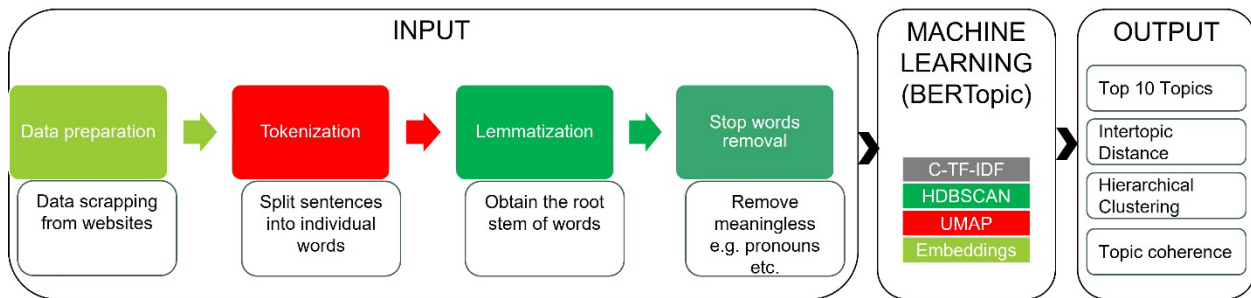 INPUT
Data preparation
Data scrapping
from websites
Tokenization
Split sentences
into individual
words
Lemmatization
Obtain the root
stem of words
Stop words
removal
Remove
meaningless
e.g. pronouns
etc.
MACHINE
LEARNING
(BERTopic)
C-TF-IDF
HDBSCAN
UMAP
Embeddings
OUTPUT
Top 10 Topics
Intertopic
Distance
Hierarchical
Clustering
Topic coherence